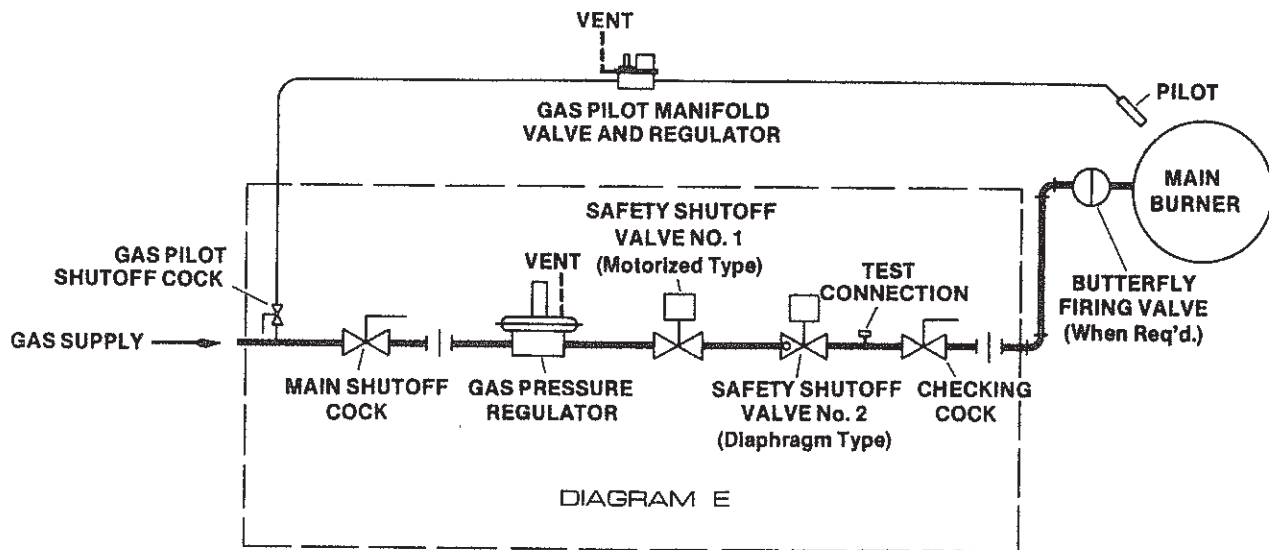 VENT
GAS PILOT MANIFOLD
VALVE AND REGULATOR
PILOT
MAIN
BURNER
SAFETY SHUTOFF
VALVE NO. 1
(Motorized Type)
GAS PILOT
SHUTOFF COCK
VENT
TEST
CONNECTION
BUTTERFLY
FIRING VALVE
(When Req'd.)
GAS SUPPLY
MAIN SHUTOFF
COCK
GAS PRESSURE
REGULATOR
SAFETY SHUTOFF
VALVE No. 2
(Diaphragm Type)
CHECKING
COCK
DIAGRAM E